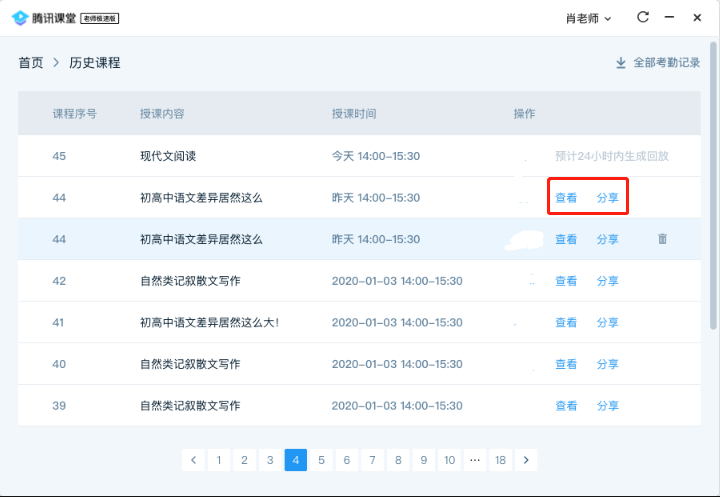 腾讯课堂 老师极速版 肖老师
首页 > 历史课程 全部考勤记录
课程序号 授课内容 授课时间 操作
45 现代文阅读 今天 14:00-15:30 预计24小时内生成回放
44 初高中语文差异居然这么 昨天 14:00-15:30 查看 分享
44 初高中语文差异居然这么 昨天 14:00-15:30 查看 分享
42 自然类记叙散文写作 2020-01-03 14:00-15:30 查看 分享
41 初高中语文差异居然这么大! 2020-01-03 14:00-15:30 查看 分享
40 自然类记叙散文写作 2020-01-03 14:00-15:30 查看 分享
39 自然类记叙散文写作 2020-01-03 14:00-15:30 查看 分享
< 1 2 3 4 5 6 7 8 9 10 ··· 18 >